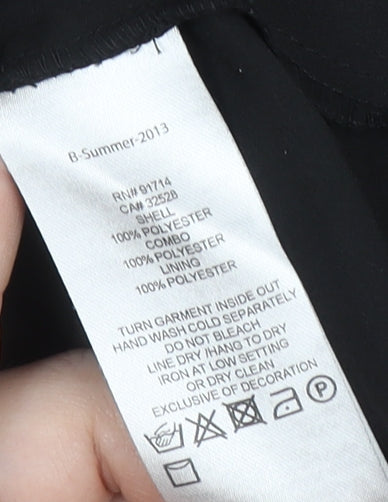 B-Summer-2013
RN# 91714
CA# 32528
SHELL
100% POLYESTER
COMBO
100% POLYESTER
LINING
100% POLYESTER
TURN GARMENT INSIDE OUT
HAND WASH COLD SEPARATELY
DO NOT BLEACH
LINE DRY /HANG TO DRY
IRON AT LOW SETTING
OR DRY CLEAN
EXCLUSIVE OF DECORATION
P